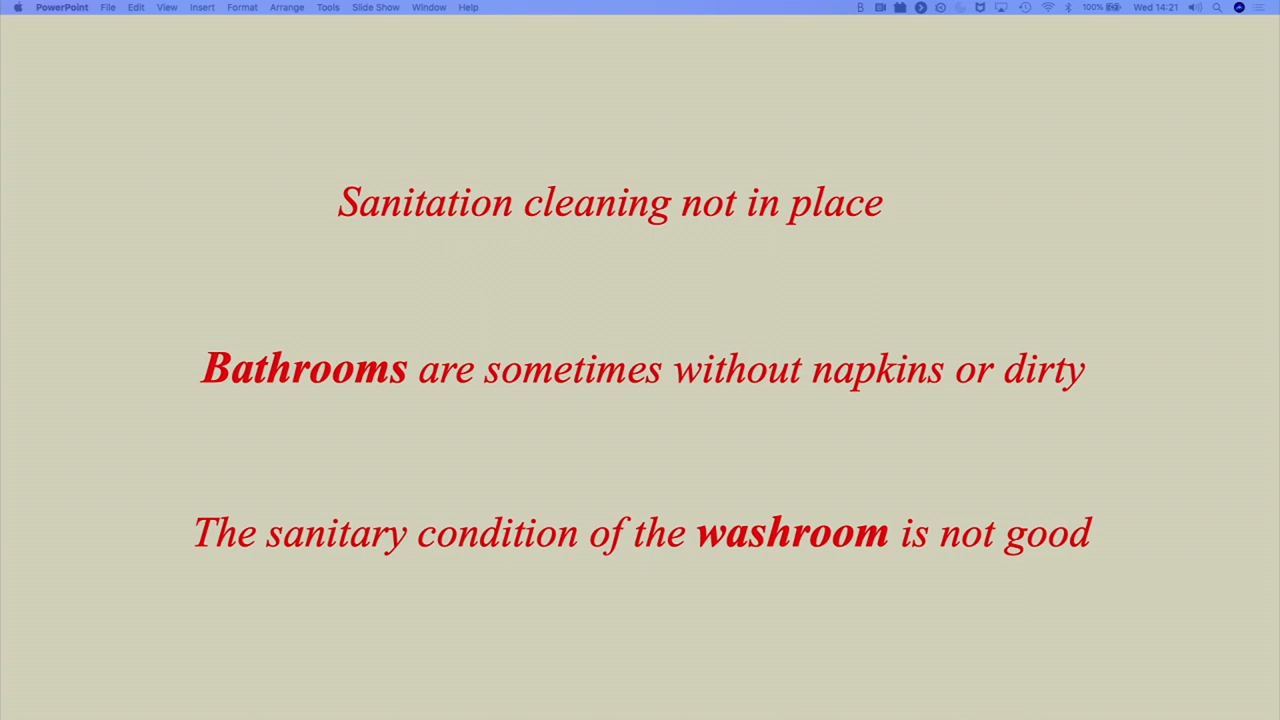 PowerPoint File Edit View Insert Format Arrange Tools Slide Show Window Help 100% Wed 14:21
Sanitation cleaning not in place
Bathrooms are sometimes without napkins or dirty
The sanitary condition of the washroom is not good